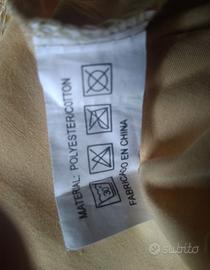 MATERIAL: POLYESTER/COTTON
30°
FABRICADO EN CHINA
subito